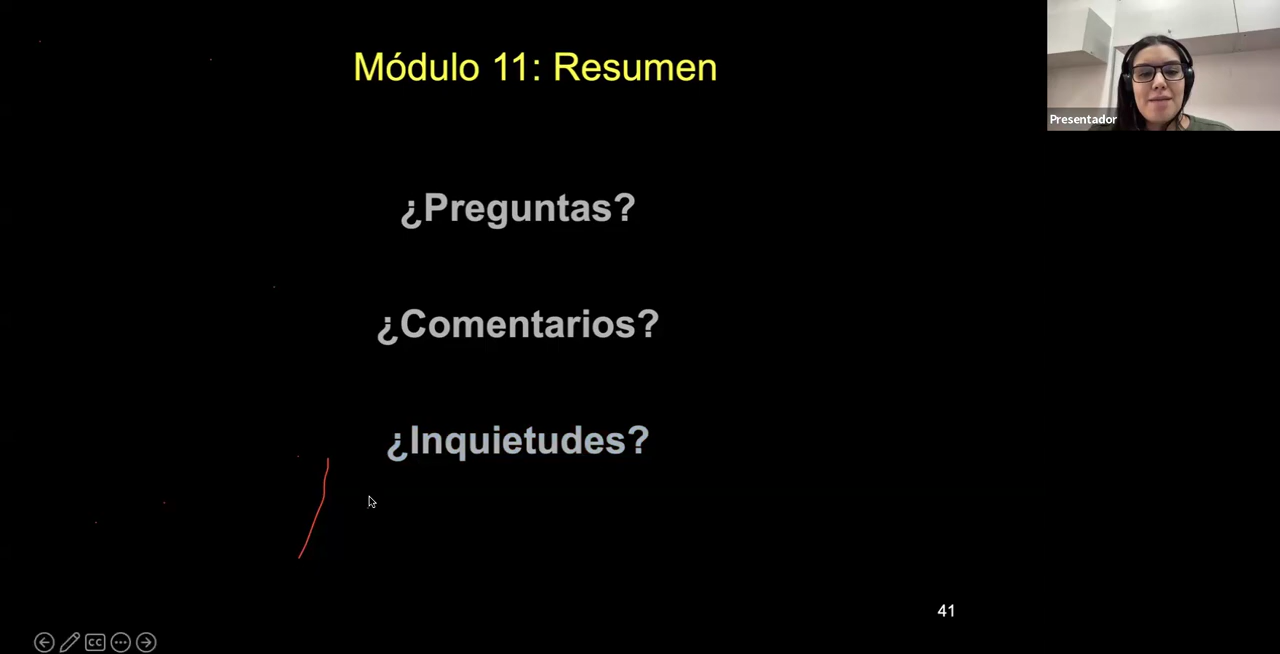 Módulo 11: Resumen
Presentador
¿Preguntas?
¿Comentarios?
¿Inquietudes?
41
CC